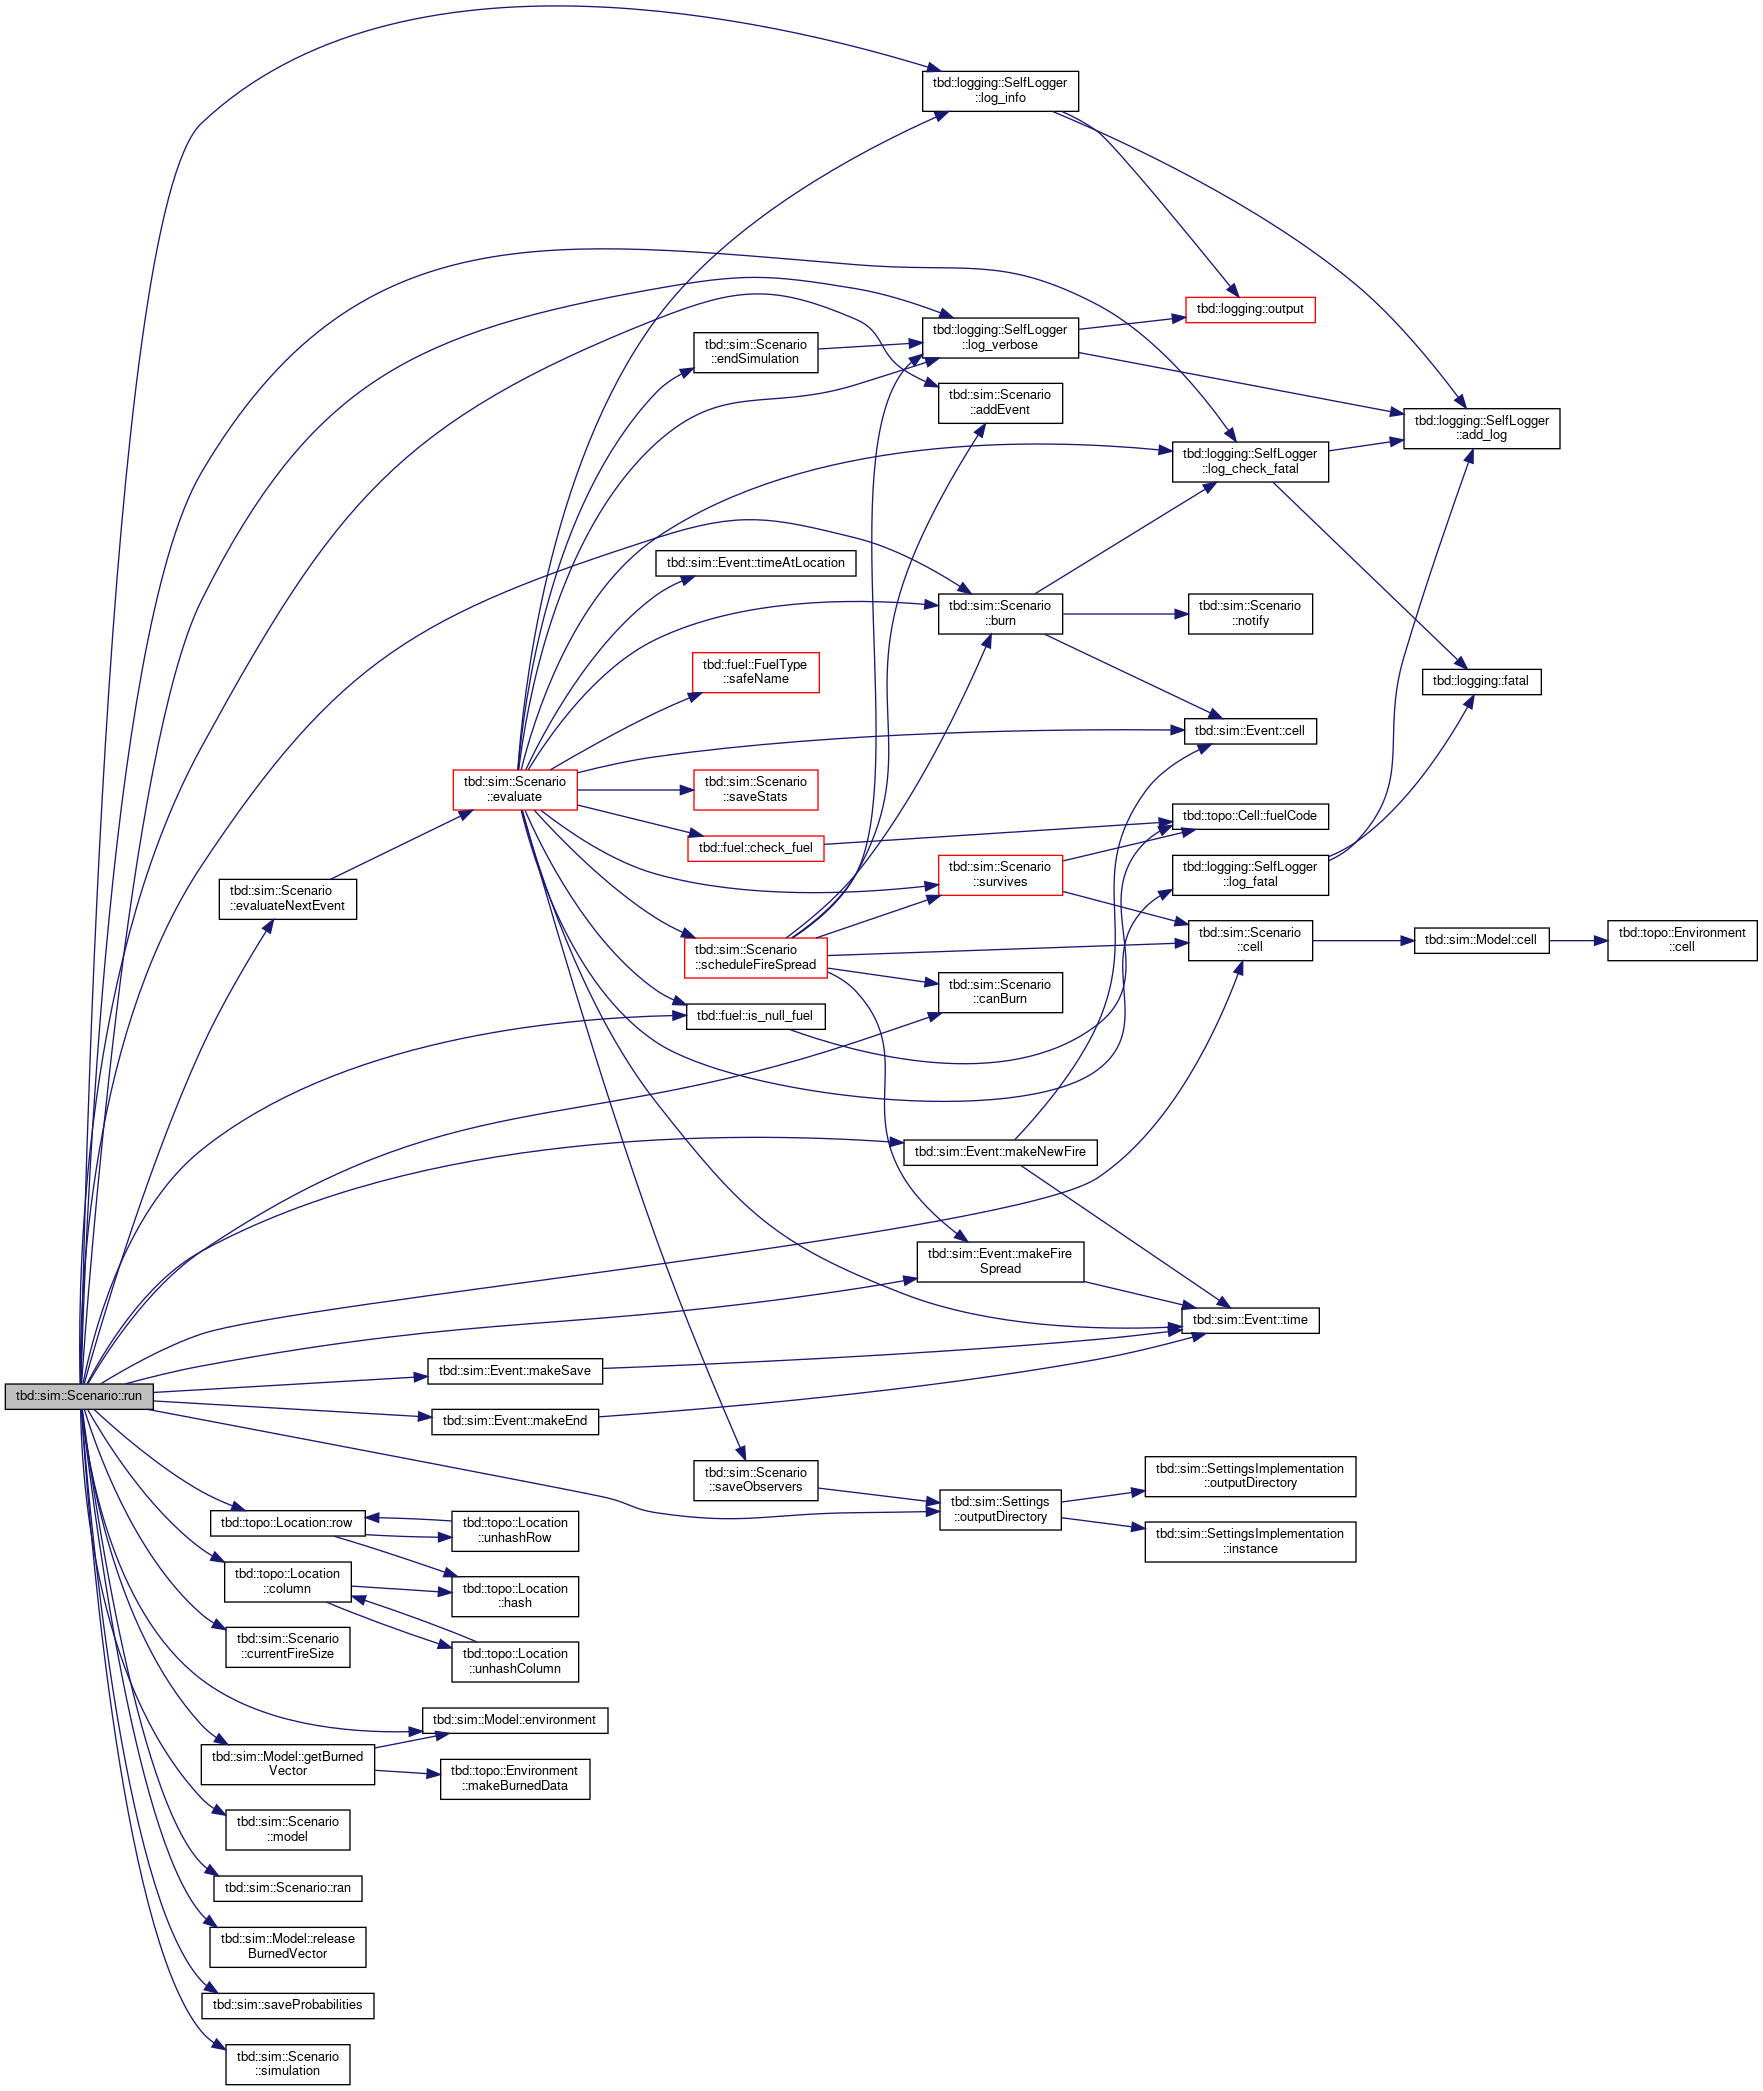 tbd::logging::SelfLogger
::log_info
tbd::logging::output
tbd::logging::SelfLogger
::log_verbose
tbd::sim::Scenario
::endSimulation
tbd::sim::Scenario
::addEvent
tbd::logging::SelfLogger
::add_log
tbd::logging::SelfLogger
::log_check_fatal
tbd::sim::Event::timeAtLocation
tbd::sim::Scenario
::burn
tbd::sim::Scenario
::notify
tbd::fuel::FuelType
::safeName
tbd::logging::fatal
tbd::sim::Event::cell
tbd::sim::Scenario
::evaluate
tbd::sim::Scenario
::saveStats
tbd::topo::Cell::fuelCode
tbd::fuel::check_fuel
tbd::sim::Scenario
::survives
tbd::logging::SelfLogger
::log_fatal
tbd::sim::Scenario
::evaluateNextEvent
tbd::sim::Scenario
::scheduleFireSpread
tbd::sim::Scenario
::cell
tbd::sim::Model::cell
tbd::topo::Environment
::cell
tbd::sim::Scenario
::canBurn
tbd::fuel::is_null_fuel
tbd::sim::Event::makeNewFire
tbd::sim::Event::makeFire
Spread
tbd::sim::Event::time
tbd::sim::Event::makeSave
tbd::sim::Scenario::run
tbd::sim::Event::makeEnd
tbd::sim::Scenario
::saveObservers
tbd::sim::SettingsImplementation
::outputDirectory
tbd::sim::Settings
::outputDirectory
tbd::topo::Location::row
tbd::topo::Location
::unhashRow
tbd::sim::SettingsImplementation
::instance
tbd::topo::Location
::column
tbd::topo::Location
::hash
tbd::sim::Scenario
::currentFireSize
tbd::topo::Location
::unhashColumn
tbd::sim::Model::environment
tbd::sim::Model::getBurned
Vector
tbd::topo::Environment
::makeBurnedData
tbd::sim::Scenario
::model
tbd::sim::Scenario::ran
tbd::sim::Model::release
BurnedVector
tbd::sim::saveProbabilities
tbd::sim::Scenario
::simulation